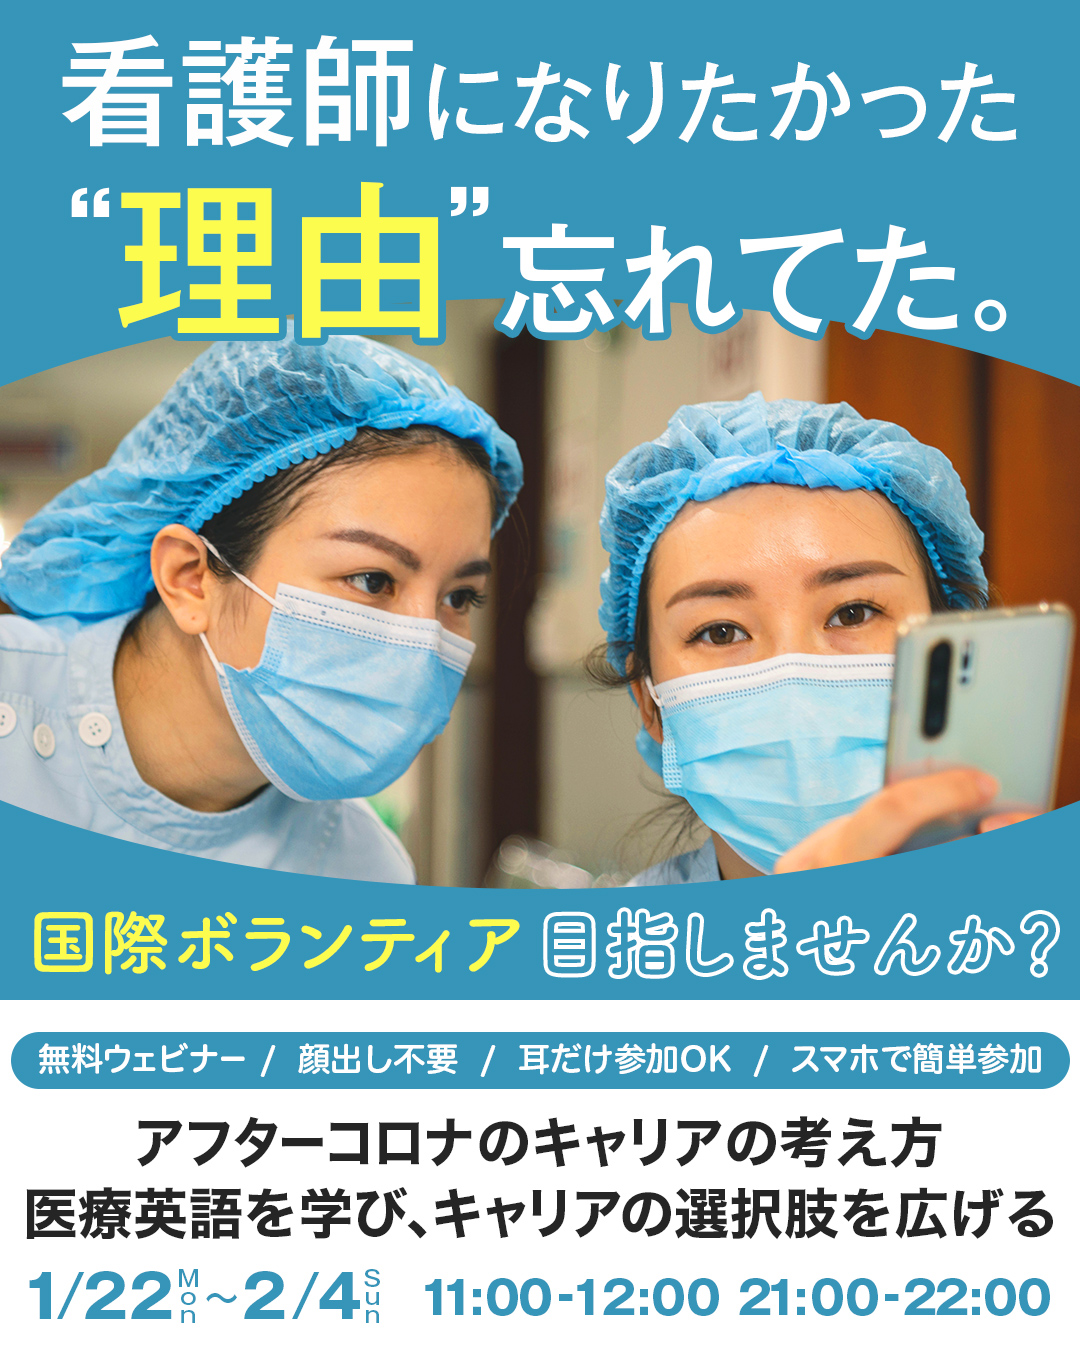 看護師になりたかった
“理由”忘れてた。
国際ボランティア 目指しませんか?
無料ウェビナー / 顔出し不要 / 耳だけ参加OK / スマホで簡単参加
アフターコロナのキャリアの考え方
医療英語を学び、キャリアの選択肢を広げる
1/22Mon〜2/4Sun 11:00-12:00 21:00-22:00